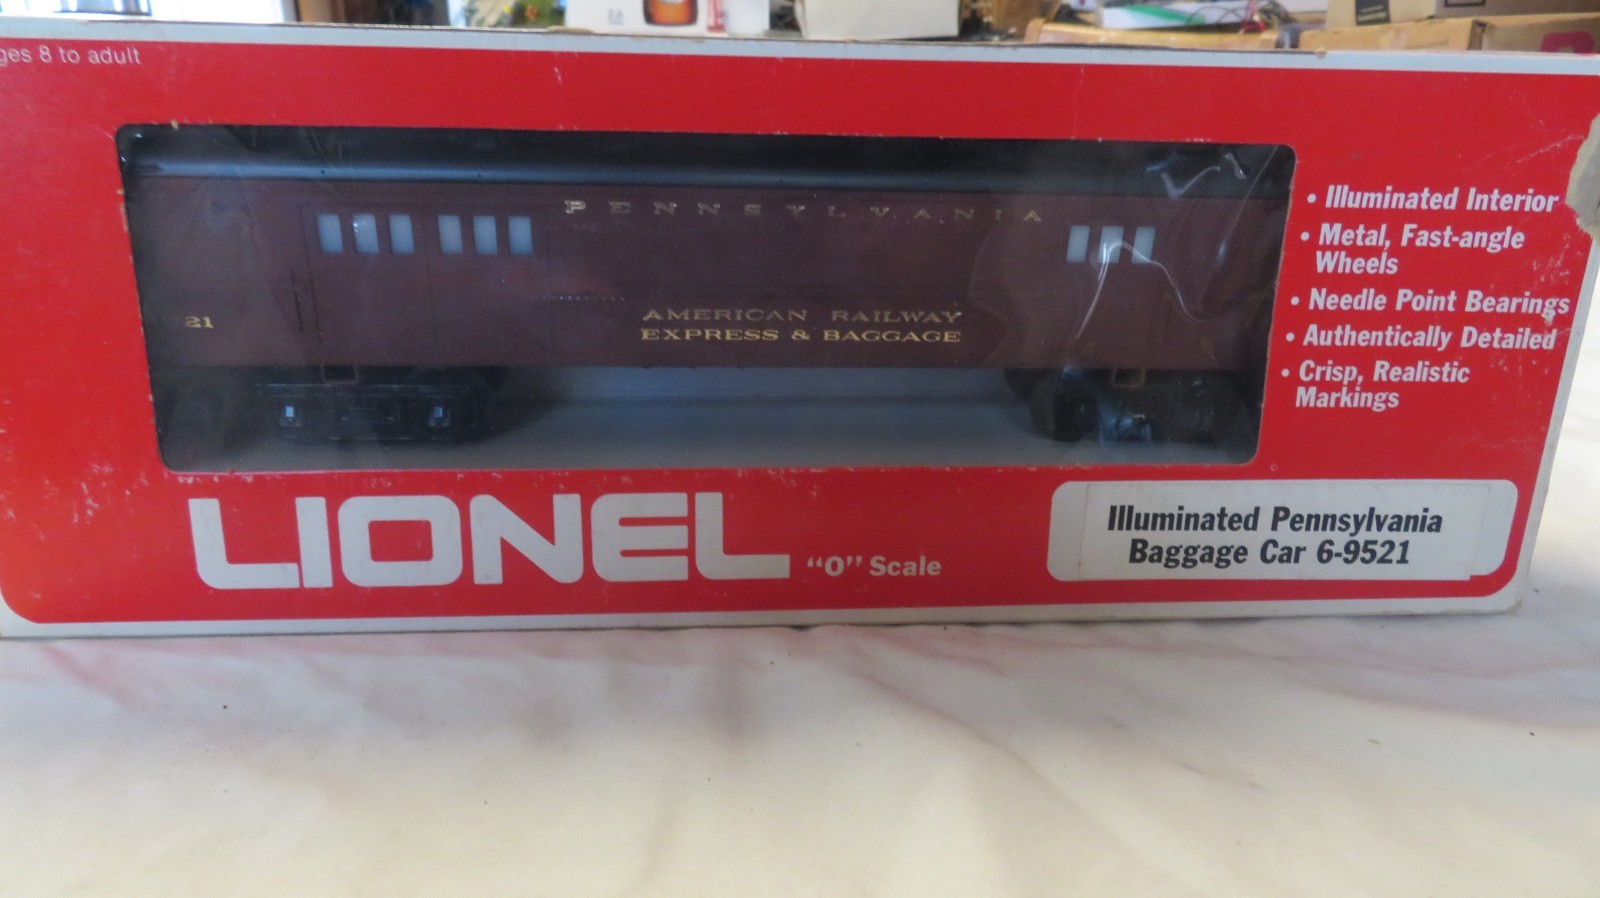 ges 8 to adult
PENNSYLVANIA
21
AMERICAN RAILWAY
EXPRESS & BAGGAGE
• Illuminated Interior
• Metal, Fast-angle
Wheels
• Needle Point Bearings
• Authentically Detailed
• Crisp, Realistic
Markings
LIONEL "O" Scale
Illuminated Pennsylvania
Baggage Car 6-9521